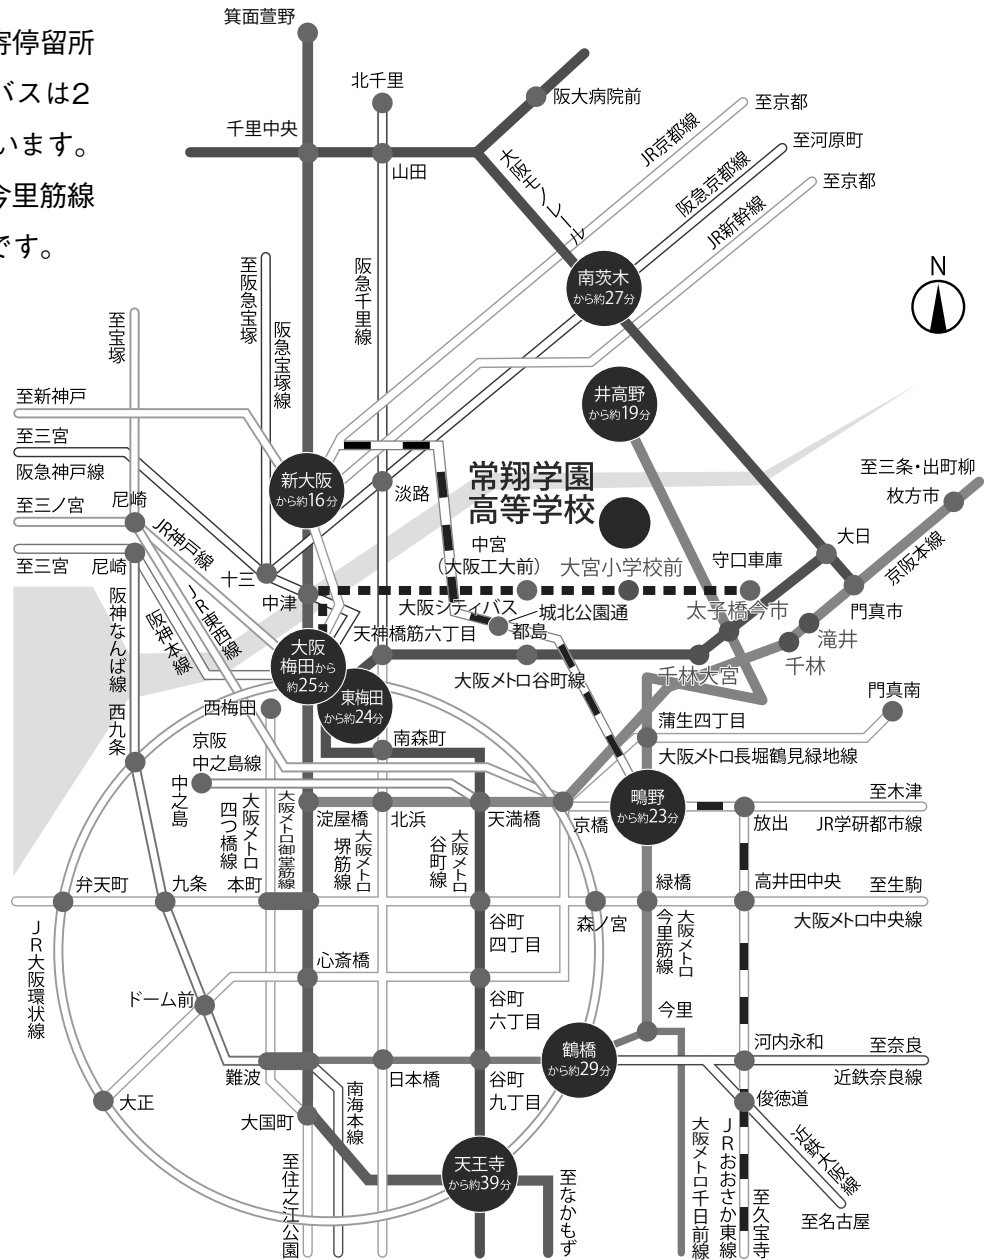 寄停留所
バスは2
います。
今里筋線
です。
箕面萱野
北千里
阪大病院前
至京都
千里中央
山田
大阪モノレール
JR京都線
至河原町
阪急京都線
至京都
JR新幹線
N
南茨木
から約27分
至阪急宝塚
阪急宝塚線
阪急千里線
至宝塚
井高野
から約19分
至新神戸
至三宮
阪急神戸線
至三ノ宮
尼崎
JR神戸線
至三宮
尼崎
新大阪
から約16分
淡路
常翔学園
高等学校
至三条・出町柳
枚方市
京阪本線
大日
門真市
中宮
(大阪工大前)
大宮小学校前
守口車庫
十三
中津
大阪シティバス
城北公園通
太子橋今市
滝井
千林
千林大宮
JR東西線
阪神本線
阪神なんば線
天神橋筋六丁目
都島
大阪メトロ谷町線
大阪
梅田から
約25分
東梅田
から約24分
西梅田
南森町
門真南
蒲生四丁目
大阪メトロ長堀鶴見緑地線
西九条
京阪
中之島線
中之島
大阪メトロ
四つ橋線
大阪メトロ御堂筋線
淀屋橋
北浜
天満橋
京橋
鴫野
から約23分
放出
至木津
JR学研都市線
大阪メトロ
堺筋線
大阪メトロ
谷町線
弁天町
九条
本町
緑橋
高井田中央
至生駒
大阪メトロ中央線
森ノ宮
谷町
四丁目
大阪メトロ
今里筋線
JR大阪環状線
心斎橋
ドーム前
谷町
六丁目
今里
鶴橋
から約29分
河内永和
至奈良
近鉄奈良線
難波
日本橋
谷町
九丁目
大正
大国町
南海本線
俊徳道
近鉄大阪線
至名古屋
天王寺
から約39分
至住之江公園
至なかもず
大阪メトロ千日前線
JRおおさか東線
至久宝寺